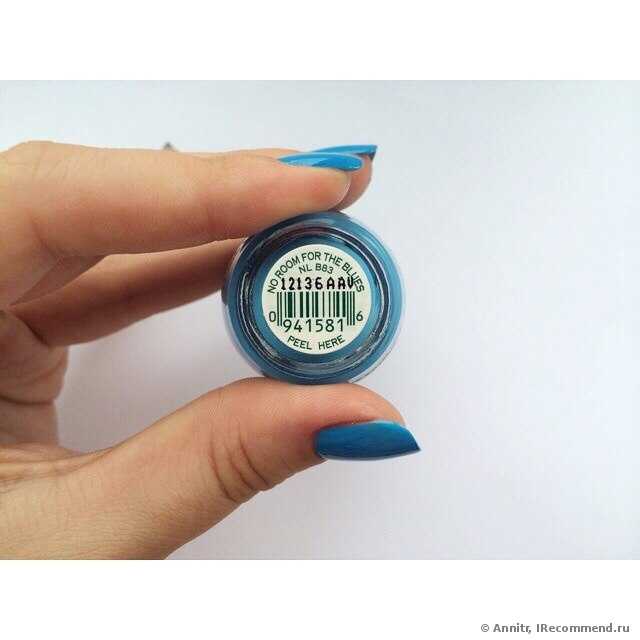 NO ROOM FOR THE BLUES
NL B83
12136AAV
0 941581 6
PEEL HERE
© Annitr, IRecommend.ru